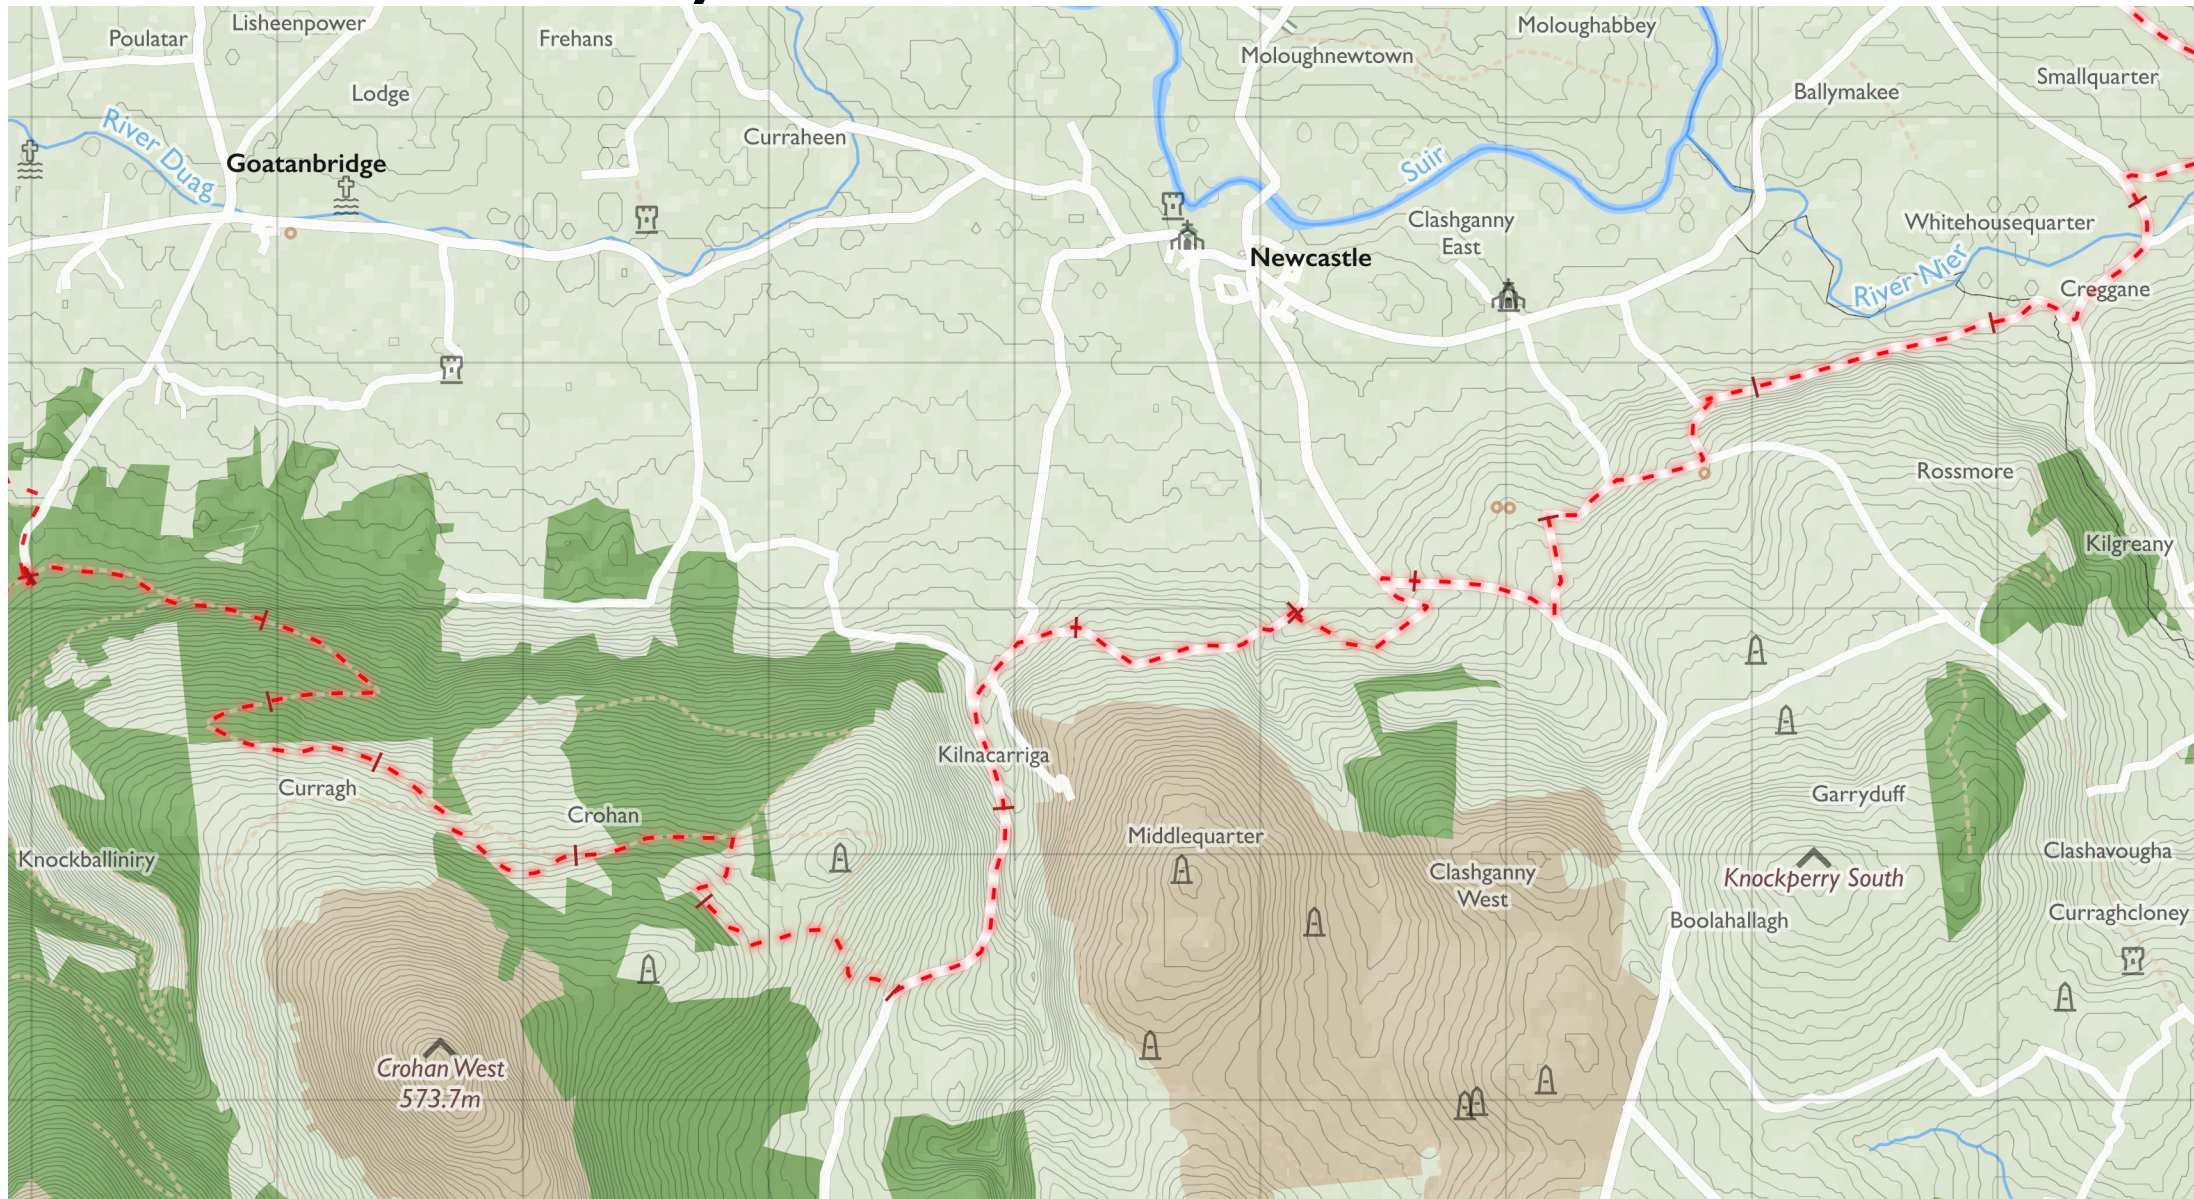 Lisheenpower
Poulatar
Frehans
Moloughabbey
Moloughnewtown
Smallquarter
Lodge
Ballymakee
River Duag
Curraheen
Goatanbridge
Suir
Clashganny
East
Whitehousequarter
Newcastle
River Nier
Creggane
Rossmore
Kilgreany
Kilnacarriga
Curragh
Garryduff
Crohan
Middlequarter
Knockballiniry
Clashavougha
Clashganny
West
Knockperry South
Curraghcloney
Boolahallagh
Crohan West
573.7m